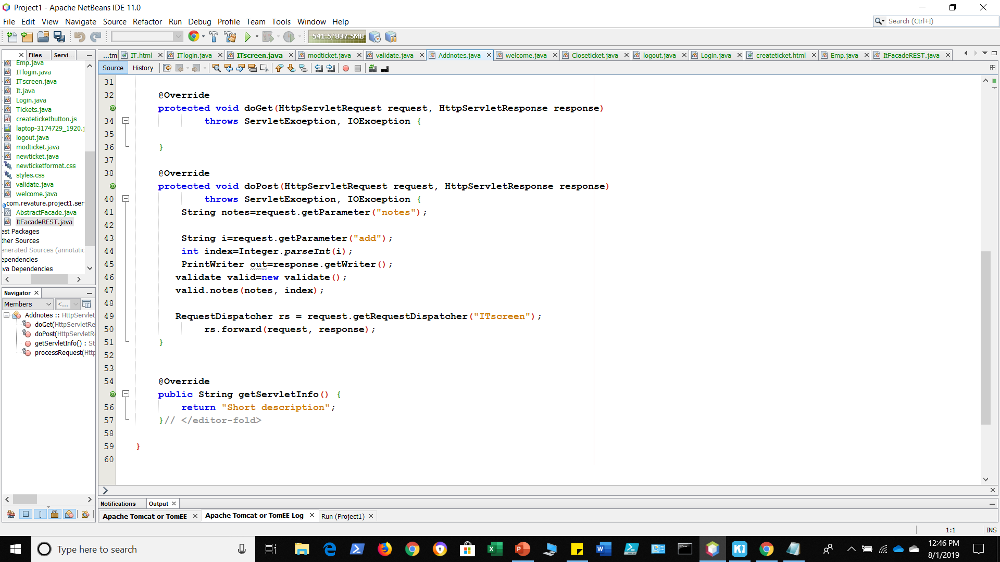 Project1 - Apache NetBeans IDE 11.0
File Edit View Navigate Source Refactor Run Debug Profile Team Tools Window Help
Search (Ctrl+I)
541.5/837.5MB
Files Servi...
...tm IT.html ITlogin.java ITscreen.java modticket.java validate.java Addnotes.java welcome.java Closeticket.java logout.java Login.java createticket.html Emp.java ItFacadeREST.java
Source History
Emp.java
ITlogin.java
ITscreen.java
It.java
Login.java
Tickets.java
createticketbutton.js
laptop-3174729_1920.j
logout.java
modticket.java
newticket.java
newticketformat.css
styles.css
validate.java
welcome.java
com.revature.project1.ser
AbstractFacade.java
ItFacadeREST.java
est Packages
ther Sources
enerated Sources (annotatic
ependencies
ava Dependencies
Navigator
Members <...
Addnotes :: HttpServlet
doGet(HttpServletRe
doPost(HttpServletRe
getServletInfo() : St
processRequest(Http
31
32 @Override
protected void doGet(HttpServletRequest request, HttpServletResponse response)
34 throws ServletException, IOException {
35
36 }
37
38 @Override
protected void doPost(HttpServletRequest request, HttpServletResponse response)
40 throws ServletException, IOException {
41 String notes=request.getParameter("notes");
42
43 String i=request.getParameter("add");
44 int index=Integer.parseInt(i);
45 PrintWriter out=response.getWriter();
46 validate valid=new validate();
47 valid.notes(notes, index);
48
49 RequestDispatcher rs = request.getRequestDispatcher("ITscreen");
50 rs.forward(request, response);
51 }
52
53
54 @Override
public String getServletInfo() {
56 return "Short description";
57 }// </editor-fold>
58
59 }
60
Notifications Output
Apache Tomcat or TomEE Apache Tomcat or TomEE Log Run (Project1)
1:1 INS
Type here to search
12:46 PM
8/1/2019